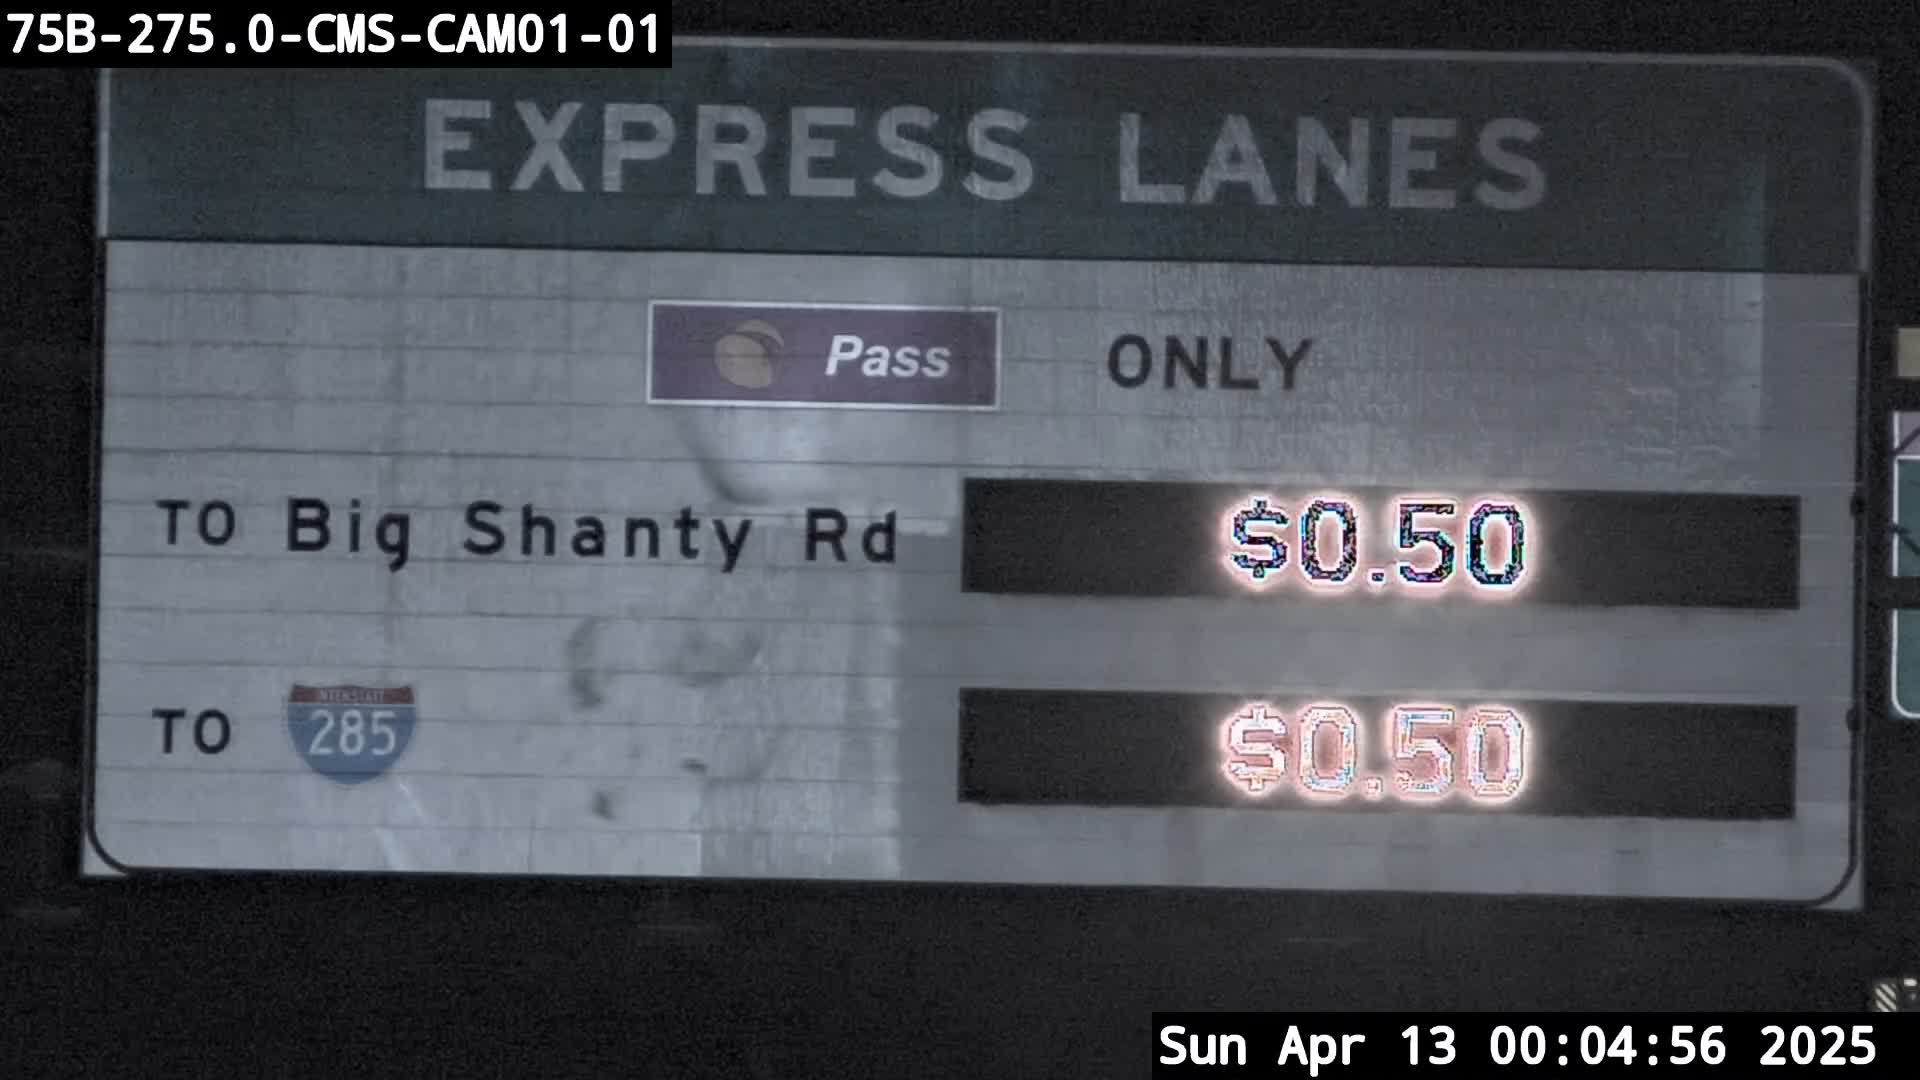 75B-275.0-CMS-CAM01-01
EXPRESS LANES
Pass ONLY
TO Big Shanty Rd $0.50
TO INTERSTATE 285 $0.50
Sun Apr 13 00:04:56 2025